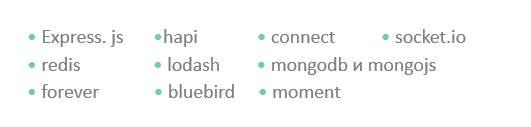 • Express. js •hapi • connect • socket.io
• redis • lodash • mongodb и mongojs
• forever • bluebird • moment